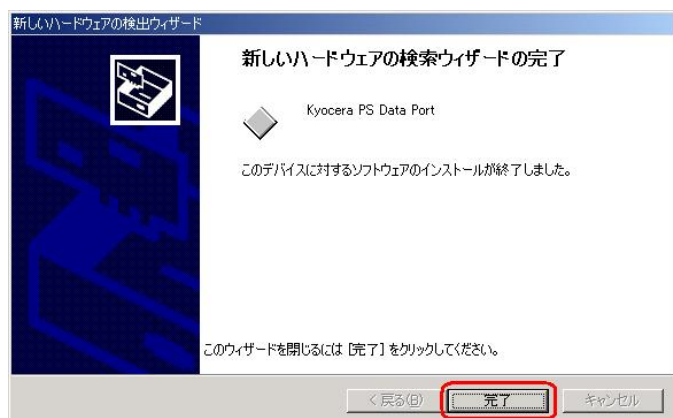 新しいハードウェアの検出ウィザード
新しいハードウェアの検索ウィザードの完了
Kyocera PS Data Port
このデバイスに対するソフトウェアのインストールが終了しました。
このウィザードを閉じるには [完了] をクリックしてください。
< 戻る(B)
完了
キャンセル